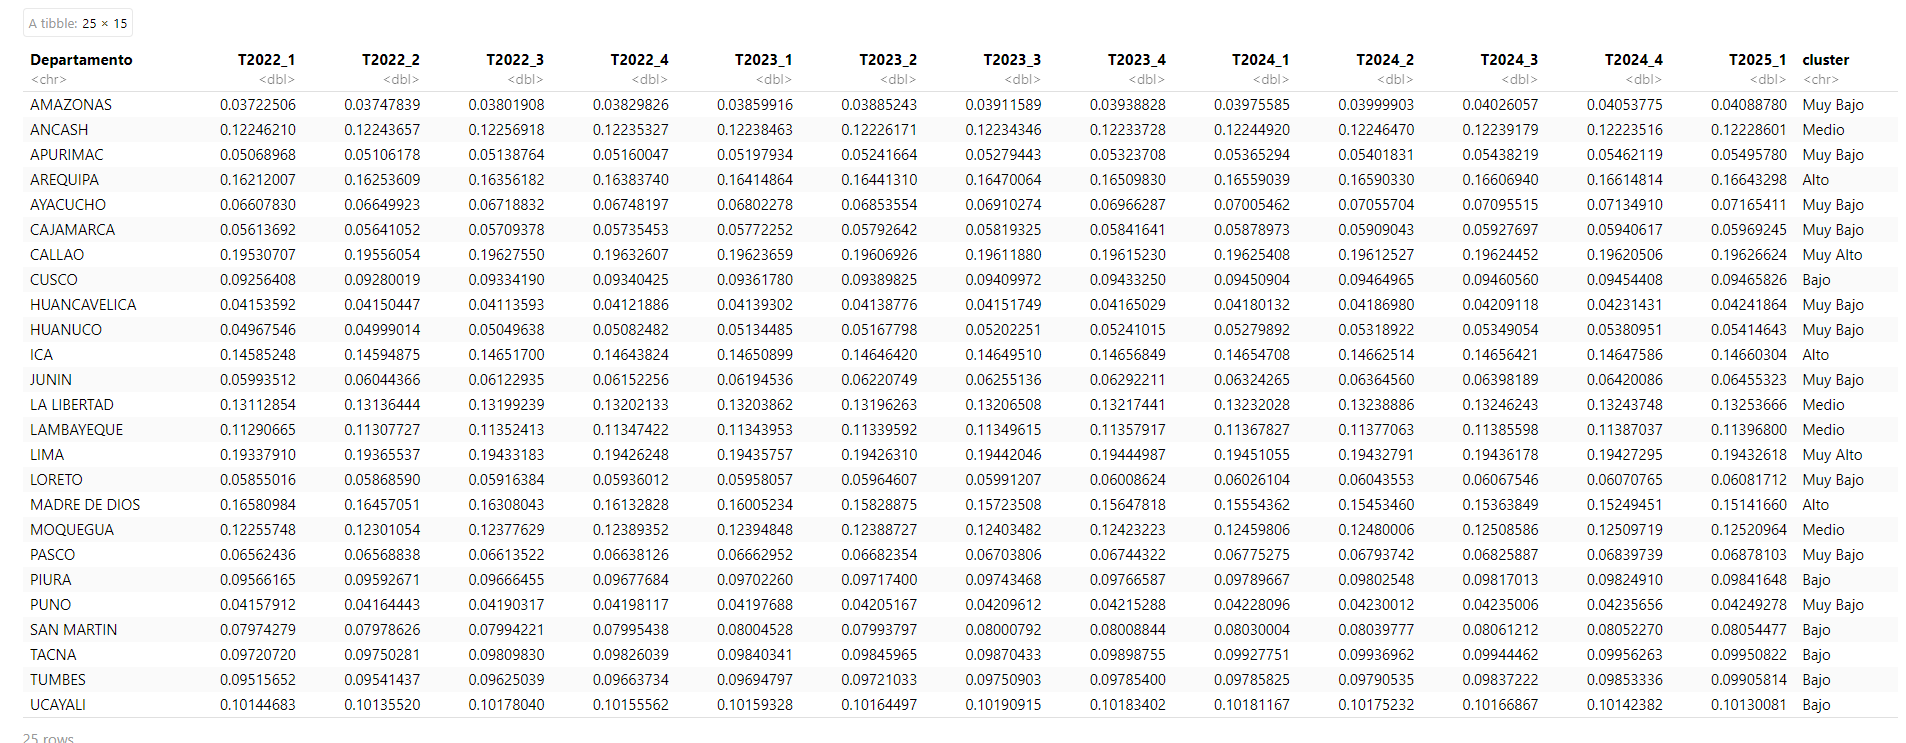 A tibble: 25 × 15
Departamento T2022_1 T2022_2 T2022_3 T2022_4 T2023_1 T2023_2 T2023_3 T2023_4 T2024_1 T2024_2 T2024_3 T2024_4 T2025_1 cluster
<chr> <dbl> <dbl> <dbl> <dbl> <dbl> <dbl> <dbl> <dbl> <dbl> <dbl> <dbl> <dbl> <dbl> <chr>
AMAZONAS 0.03722506 0.03747839 0.03801908 0.03829826 0.03859916 0.03885243 0.03911589 0.03938828 0.03975585 0.03999903 0.04026057 0.04053775 0.04088780 Muy Bajo
ANCASH 0.12246210 0.12243657 0.12256918 0.12235327 0.12238463 0.12226171 0.12234346 0.12233728 0.12244920 0.12246470 0.12239179 0.12223516 0.12228601 Medio
APURIMAC 0.05068968 0.05106178 0.05138764 0.05160047 0.05197934 0.05241664 0.05279443 0.05323708 0.05365294 0.05401831 0.05438219 0.05462119 0.05495780 Muy Bajo
AREQUIPA 0.16212007 0.16253609 0.16356182 0.16383740 0.16414864 0.16441310 0.16470064 0.16509830 0.16559039 0.16590330 0.16606940 0.16614814 0.16643298 Alto
AYACUCHO 0.06607830 0.06649923 0.06718832 0.06748197 0.06802278 0.06853554 0.06910274 0.06966287 0.07005462 0.07055704 0.07095515 0.07134910 0.07165411 Muy Bajo
CAJAMARCA 0.05613692 0.05641052 0.05709378 0.05735453 0.05772252 0.05792642 0.05819325 0.05841641 0.05878973 0.05909043 0.05927697 0.05940617 0.05969245 Muy Bajo
CALLAO 0.19530707 0.19556054 0.19627550 0.19632607 0.19623659 0.19606926 0.19611880 0.19615230 0.19625408 0.19612527 0.19624452 0.19620506 0.19626624 Muy Alto
CUSCO 0.09256408 0.09280019 0.09334190 0.09340425 0.09361780 0.09389825 0.09409972 0.09433250 0.09450904 0.09464965 0.09460560 0.09454408 0.09465826 Bajo
HUANCAVELICA 0.04153592 0.04150447 0.04113593 0.04121886 0.04139302 0.04138776 0.04151749 0.04165029 0.04180132 0.04186980 0.04209118 0.04231431 0.04241864 Muy Bajo
HUANUCO 0.04967546 0.04999014 0.05049638 0.05082482 0.05134485 0.05167798 0.05202251 0.05241015 0.05279892 0.05318922 0.05349054 0.05380951 0.05414643 Muy Bajo
ICA 0.14585248 0.14594875 0.14651700 0.14643824 0.14650899 0.14646420 0.14649510 0.14656849 0.14654708 0.14662514 0.14656421 0.14647586 0.14660304 Alto
JUNIN 0.05993512 0.06044366 0.06122935 0.06152256 0.06194536 0.06220749 0.06255136 0.06292211 0.06324265 0.06364560 0.06398189 0.06420086 0.06455323 Muy Bajo
LA LIBERTAD 0.13112854 0.13136444 0.13199239 0.13202133 0.13203862 0.13196263 0.13206508 0.13217441 0.13232028 0.13238886 0.13246243 0.13243748 0.13253666 Medio
LAMBAYEQUE 0.11290665 0.11307727 0.11352413 0.11347422 0.11343953 0.11339592 0.11349615 0.11357917 0.11367827 0.11377063 0.11385598 0.11387037 0.11396800 Medio
LIMA 0.19337910 0.19365537 0.19433183 0.19426248 0.19435757 0.19426310 0.19442046 0.19444987 0.19451055 0.19432791 0.19436178 0.19427295 0.19432618 Muy Alto
LORETO 0.05855016 0.05868590 0.05916384 0.05936012 0.05958057 0.05964607 0.05991207 0.06008624 0.06026104 0.06043553 0.06067546 0.06070765 0.06081712 Muy Bajo
MADRE DE DIOS 0.16580984 0.16457051 0.16308043 0.16132828 0.16005234 0.15828875 0.15723508 0.15647818 0.15554362 0.15453460 0.15363849 0.15249451 0.15141660 Alto
MOQUEGUA 0.12255748 0.12301054 0.12377629 0.12389352 0.12394848 0.12388727 0.12403482 0.12423223 0.12459806 0.12480006 0.12508586 0.12509719 0.12520964 Medio
PASCO 0.06562436 0.06568838 0.06613522 0.06638126 0.06662952 0.06682354 0.06703806 0.06744322 0.06775275 0.06793742 0.06825887 0.06839739 0.06878103 Muy Bajo
PIURA 0.09566165 0.09592671 0.09666455 0.09677684 0.09702260 0.09717400 0.09743468 0.09766587 0.09789667 0.09802548 0.09817013 0.09824910 0.09841648 Bajo
PUNO 0.04157912 0.04164443 0.04190317 0.04198117 0.04197688 0.04205167 0.04209612 0.04215288 0.04228096 0.04230012 0.04235006 0.04235656 0.04249278 Muy Bajo
SAN MARTIN 0.07974279 0.07978626 0.07994221 0.07995438 0.08004528 0.07993797 0.08000792 0.08008844 0.08030004 0.08039777 0.08061212 0.08052270 0.08054477 Bajo
TACNA 0.09720720 0.09750281 0.09809830 0.09826039 0.09840341 0.09845965 0.09870433 0.09898755 0.09927751 0.09936962 0.09944462 0.09956263 0.09950822 Bajo
TUMBES 0.09515652 0.09541437 0.09625039 0.09663734 0.09694797 0.09721033 0.09750903 0.09785400 0.09785825 0.09790535 0.09837222 0.09853336 0.09905814 Bajo
UCAYALI 0.10144683 0.10135520 0.10178040 0.10155562 0.10159328 0.10164497 0.10190915 0.10183402 0.10181167 0.10175232 0.10166867 0.10142382 0.10130081 Bajo
25 rows